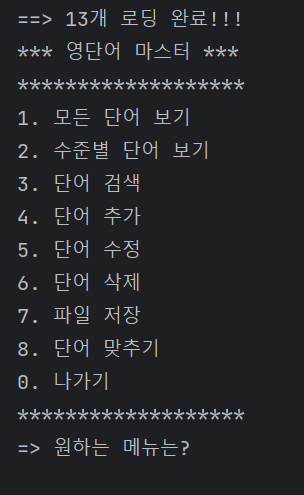 ==> 13개 로딩 완료!!!
*** 영단어 마스터 ***
*******************
1. 모든 단어 보기
2. 수준별 단어 보기
3. 단어 검색
4. 단어 추가
5. 단어 수정
6. 단어 삭제
7. 파일 저장
8. 단어 맞추기
0. 나가기
*******************
=> 원하는 메뉴는?